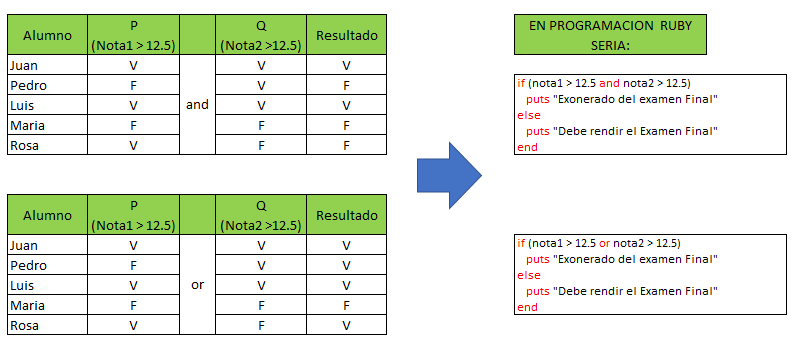 Alumno P (Nota1 > 12.5) Q (Nota2 >12.5) Resultado
Juan V V V
Pedro F V F
Luis V and V V
Maria F F F
Rosa V F F
EN PROGRAMACION RUBY
SERIA:
if (nota1 > 12.5 and nota2 > 12.5)
puts "Exonerado del examen Final"
else
puts "Debe rendir el Examen Final"
end
Alumno P (Nota1 > 12.5) Q (Nota2 >12.5) Resultado
Juan V V V
Pedro F V V
Luis V or V V
Maria F F F
Rosa V F V
if (nota1 > 12.5 or nota2 > 12.5)
puts "Exonerado del examen Final"
else
puts "Debe rendir el Examen Final"
end